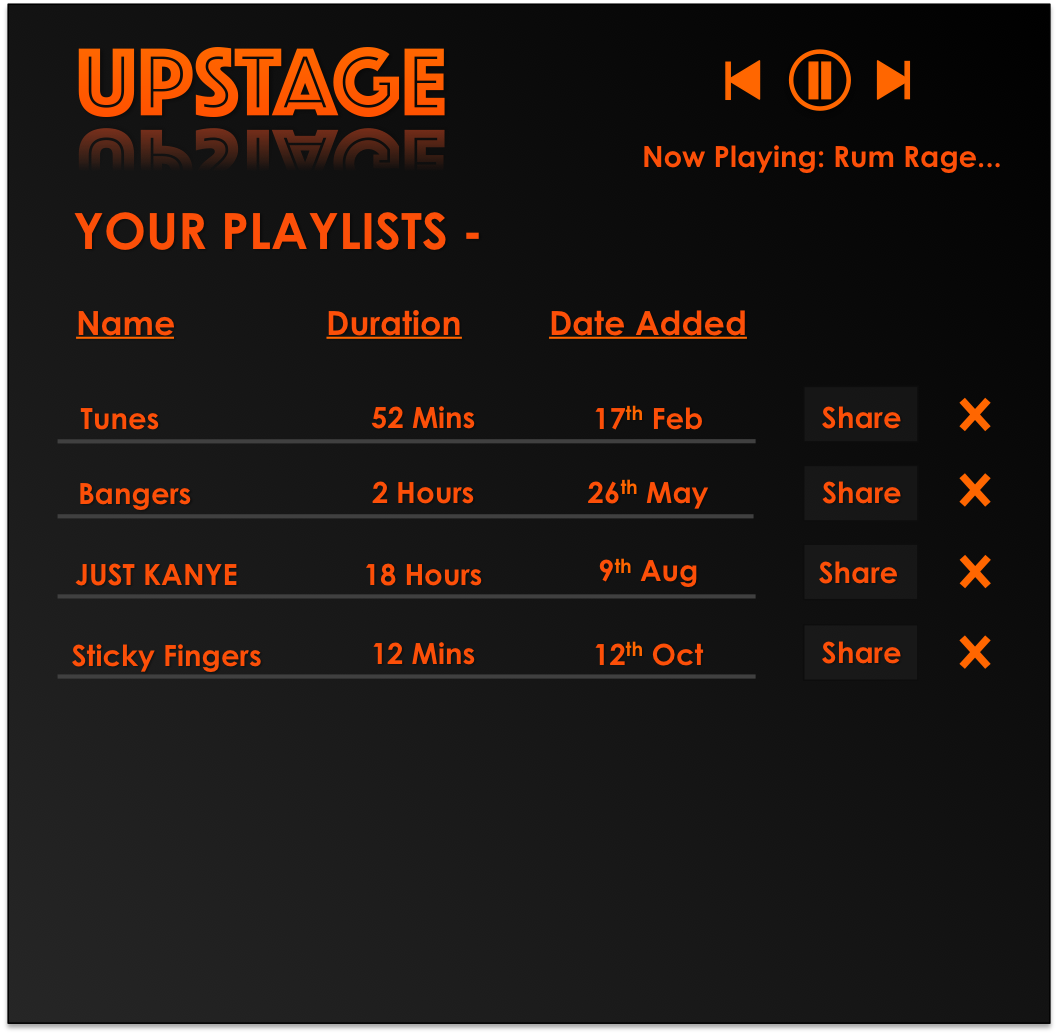 UPSTAGE
Now Playing: Rum Rage...
YOUR PLAYLISTS -
Name Duration Date Added
Tunes 52 Mins 17th Feb Share
Bangers 2 Hours 26th May Share
JUST KANYE 18 Hours 9th Aug Share
Sticky Fingers 12 Mins 12th Oct Share